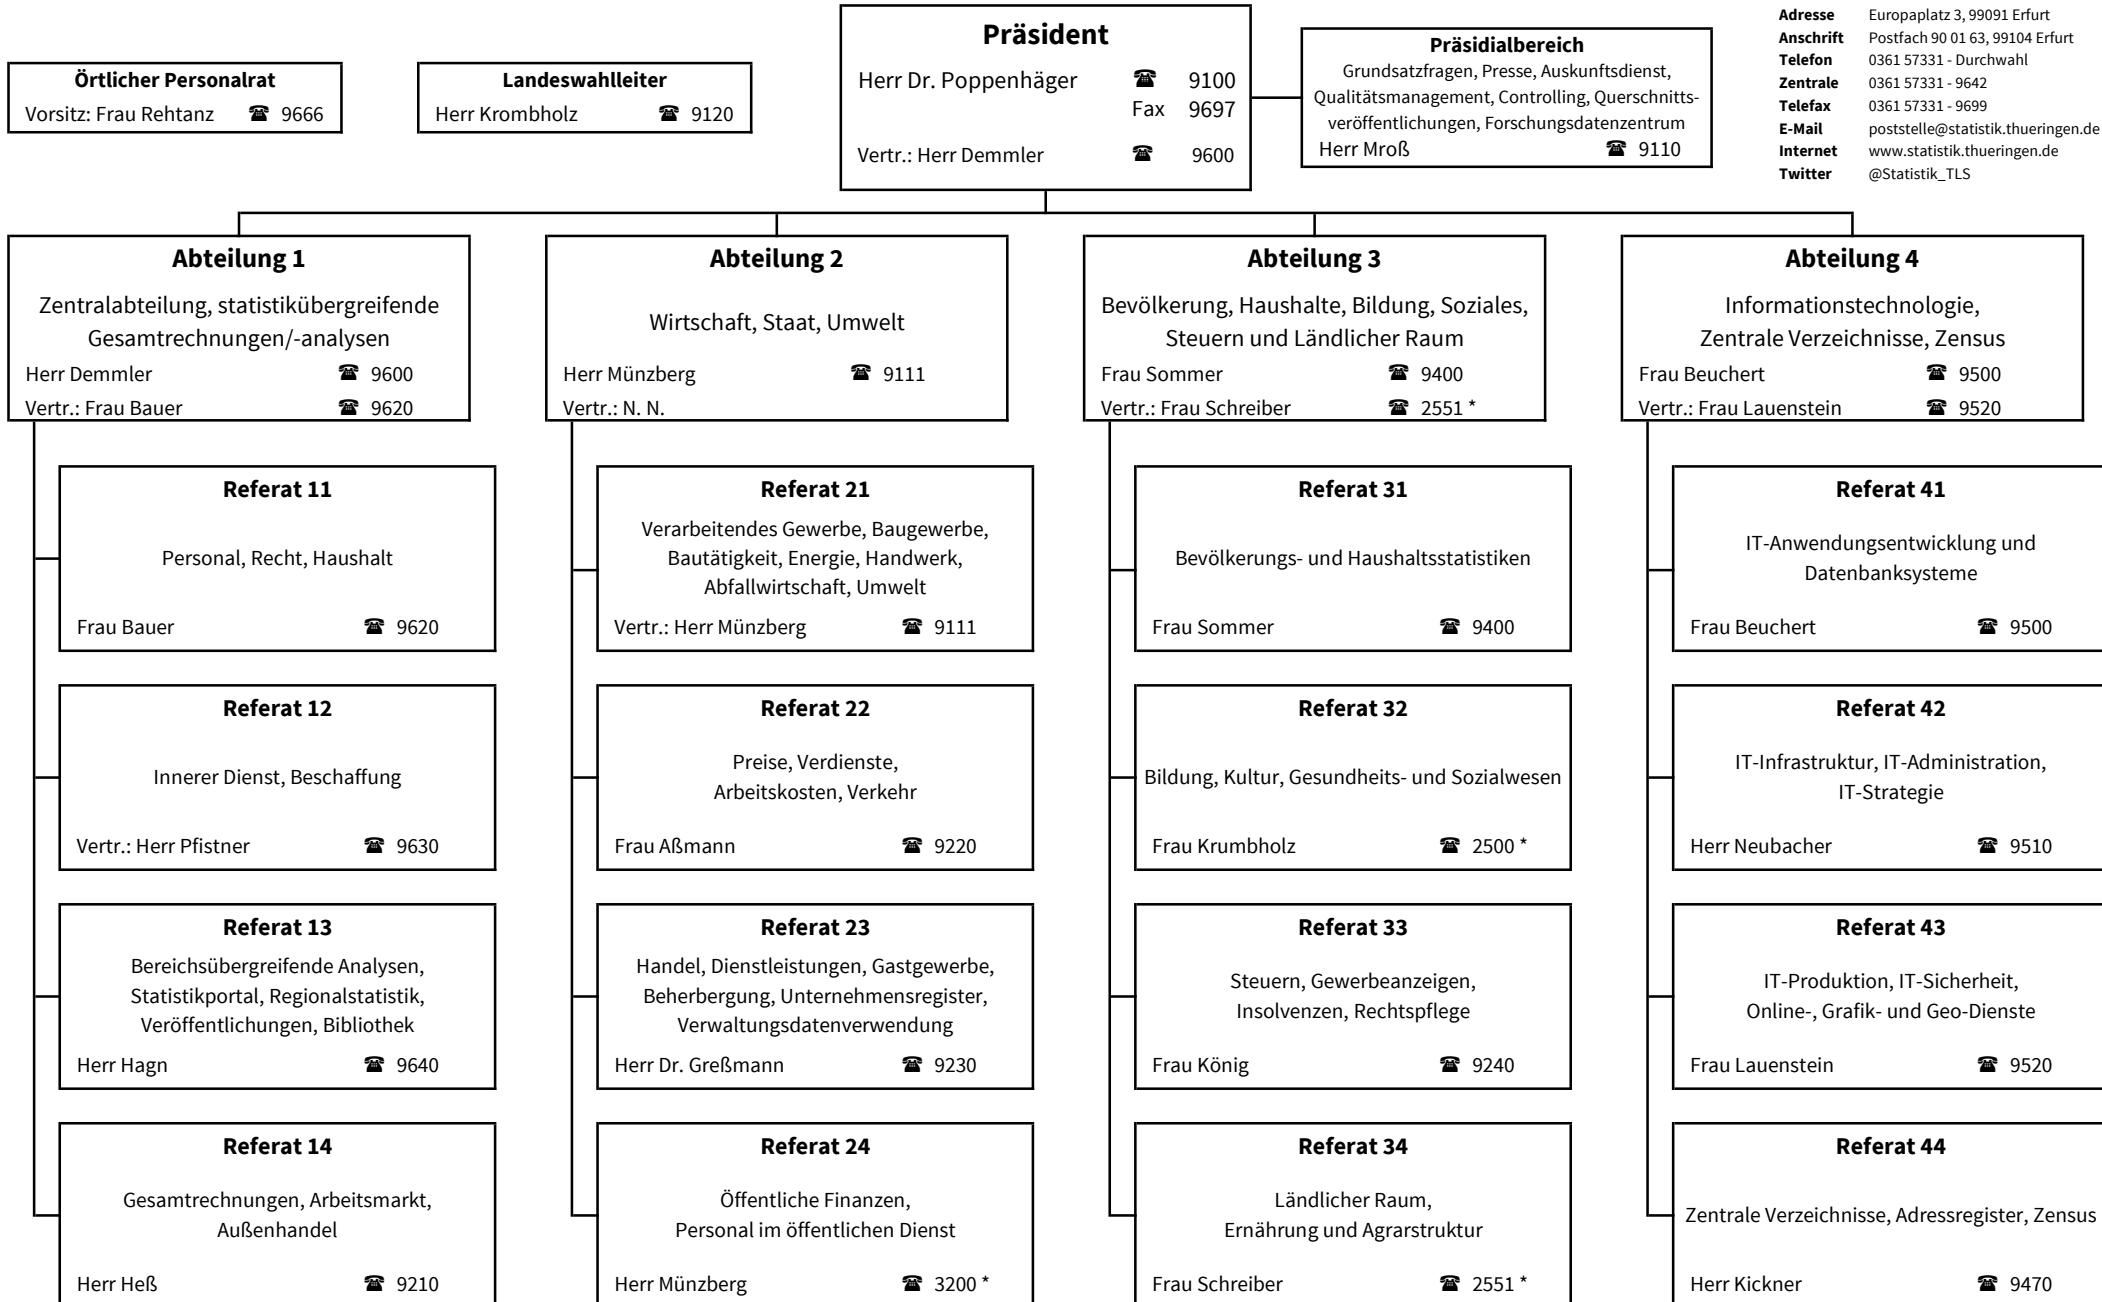 Örtlicher Personalrat
Vorsitz: Frau Rehtanz ☎ 9666
Landeswahlleiter
Herr Krombholz ☎ 9120
Präsident
Herr Dr. Poppenhäger ☎ 9100
Fax 9697
Vertr.: Herr Demmler ☎ 9600
Präsidialbereich
Grundsatzfragen, Presse, Auskunftsdienst,
Qualitätsmanagement, Controlling, Querschnitts-
veröffentlichungen, Forschungsdatenzentrum
Herr Mroß ☎ 9110
Adresse Europaplatz 3, 99091 Erfurt
Anschrift Postfach 90 01 63, 99104 Erfurt
Telefon 0361 57331 - Durchwahl
Zentrale 0361 57331 - 9642
Telefax 0361 57331 - 9699
E-Mail poststelle@statistik.thueringen.de
Internet www.statistik.thueringen.de
Twitter @Statistik_TLS
Abteilung 1
Zentralabteilung, statistikübergreifende
Gesamtrechnungen/-analysen
Herr Demmler ☎ 9600
Vertr.: Frau Bauer ☎ 9620
Referat 11
Personal, Recht, Haushalt
Frau Bauer ☎ 9620
Referat 12
Innerer Dienst, Beschaffung
Vertr.: Herr Pfistner ☎ 9630
Referat 13
Bereichsübergreifende Analysen,
Statistikportal, Regionalstatistik,
Veröffentlichungen, Bibliothek
Herr Hagn ☎ 9640
Referat 14
Gesamtrechnungen, Arbeitsmarkt,
Außenhandel
Herr Heß ☎ 9210
Abteilung 2
Wirtschaft, Staat, Umwelt
Herr Münzberg ☎ 9111
Vertr.: N. N.
Referat 21
Verarbeitendes Gewerbe, Baugewerbe,
Bautätigkeit, Energie, Handwerk,
Abfallwirtschaft, Umwelt
Vertr.: Herr Münzberg ☎ 9111
Referat 22
Preise, Verdienste,
Arbeitskosten, Verkehr
Frau Aßmann ☎ 9220
Referat 23
Handel, Dienstleistungen, Gastgewerbe,
Beherbergung, Unternehmensregister,
Verwaltungsdatenverwendung
Herr Dr. Greßmann ☎ 9230
Referat 24
Öffentliche Finanzen,
Personal im öffentlichen Dienst
Herr Münzberg ☎ 3200 *
Abteilung 3
Bevölkerung, Haushalte, Bildung, Soziales,
Steuern und Ländlicher Raum
Frau Sommer ☎ 9400
Vertr.: Frau Schreiber ☎ 2551 *
Referat 31
Bevölkerungs- und Haushaltsstatistiken
Frau Sommer ☎ 9400
Referat 32
Bildung, Kultur, Gesundheits- und Sozialwesen
Frau Krumbholz ☎ 2500 *
Referat 33
Steuern, Gewerbeanzeigen,
Insolvenzen, Rechtspflege
Frau König ☎ 9240
Referat 34
Ländlicher Raum,
Ernährung und Agrarstruktur
Frau Schreiber ☎ 2551 *
Abteilung 4
Informationstechnologie,
Zentrale Verzeichnisse, Zensus
Frau Beuchert ☎ 9500
Vertr.: Frau Lauenstein ☎ 9520
Referat 41
IT-Anwendungsentwicklung und
Datenbanksysteme
Frau Beuchert ☎ 9500
Referat 42
IT-Infrastruktur, IT-Administration,
IT-Strategie
Herr Neubacher ☎ 9510
Referat 43
IT-Produktion, IT-Sicherheit,
Online-, Grafik- und Geo-Dienste
Frau Lauenstein ☎ 9520
Referat 44
Zentrale Verzeichnisse, Adressregister, Zensus
Herr Kickner ☎ 9470